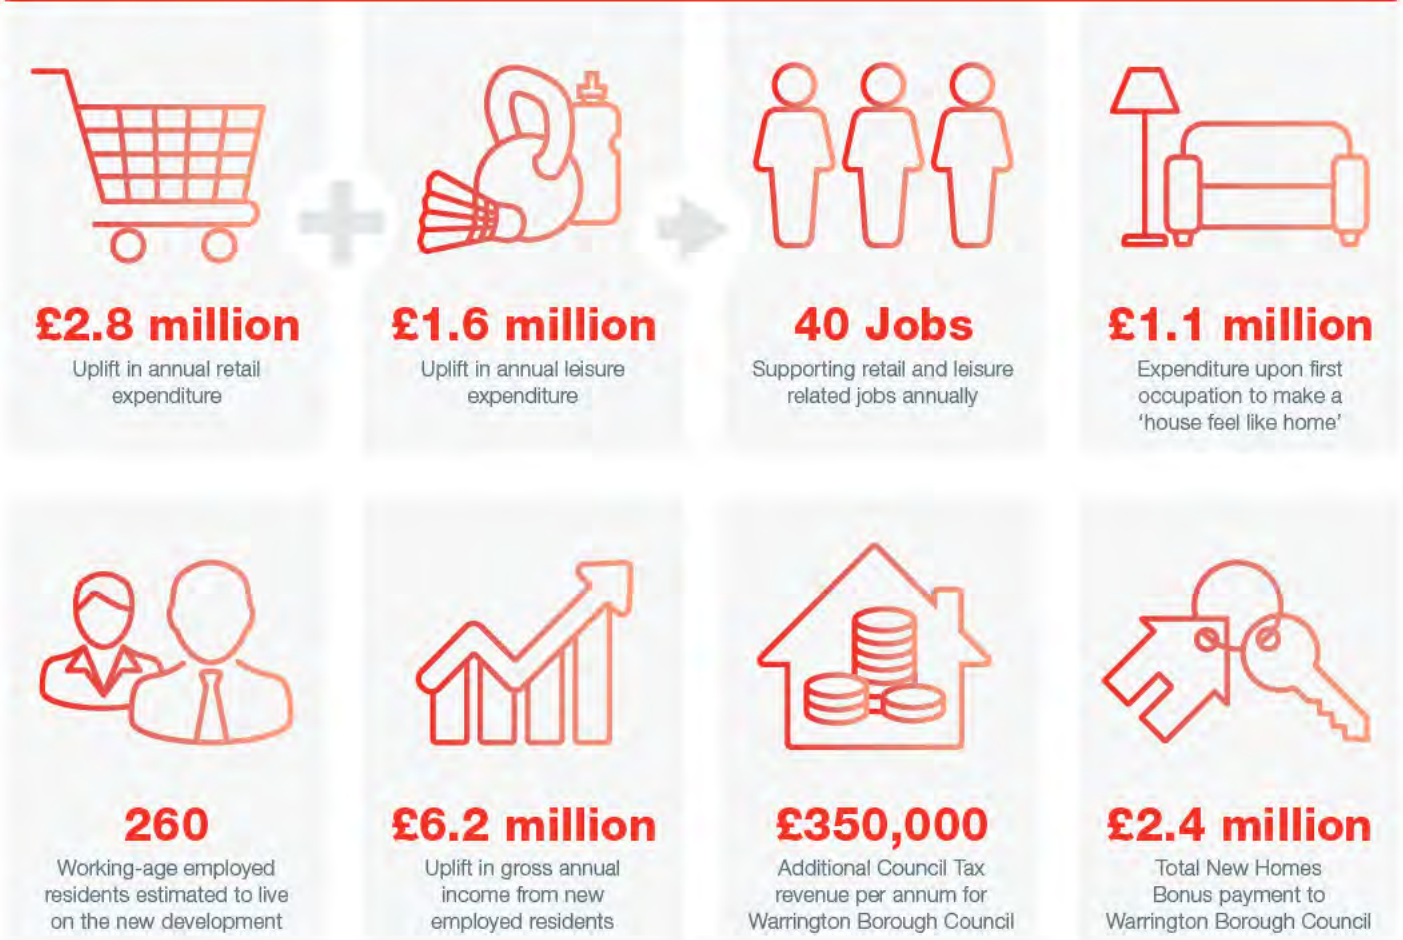 £2.8 million
Uplift in annual retail
expenditure
£1.6 million
Uplift in annual leisure
expenditure
40 Jobs
Supporting retail and leisure
related jobs annually
£1.1 million
Expenditure upon first
occupation to make a
‘house feel like home’
260
Working-age employed
residents estimated to live
on the new development
£6.2 million
Uplift in gross annual
income from new
employed residents
£350,000
Additional Council Tax
revenue per annum for
Warrington Borough Council
£2.4 million
Total New Homes
Bonus payment to
Warrington Borough Council